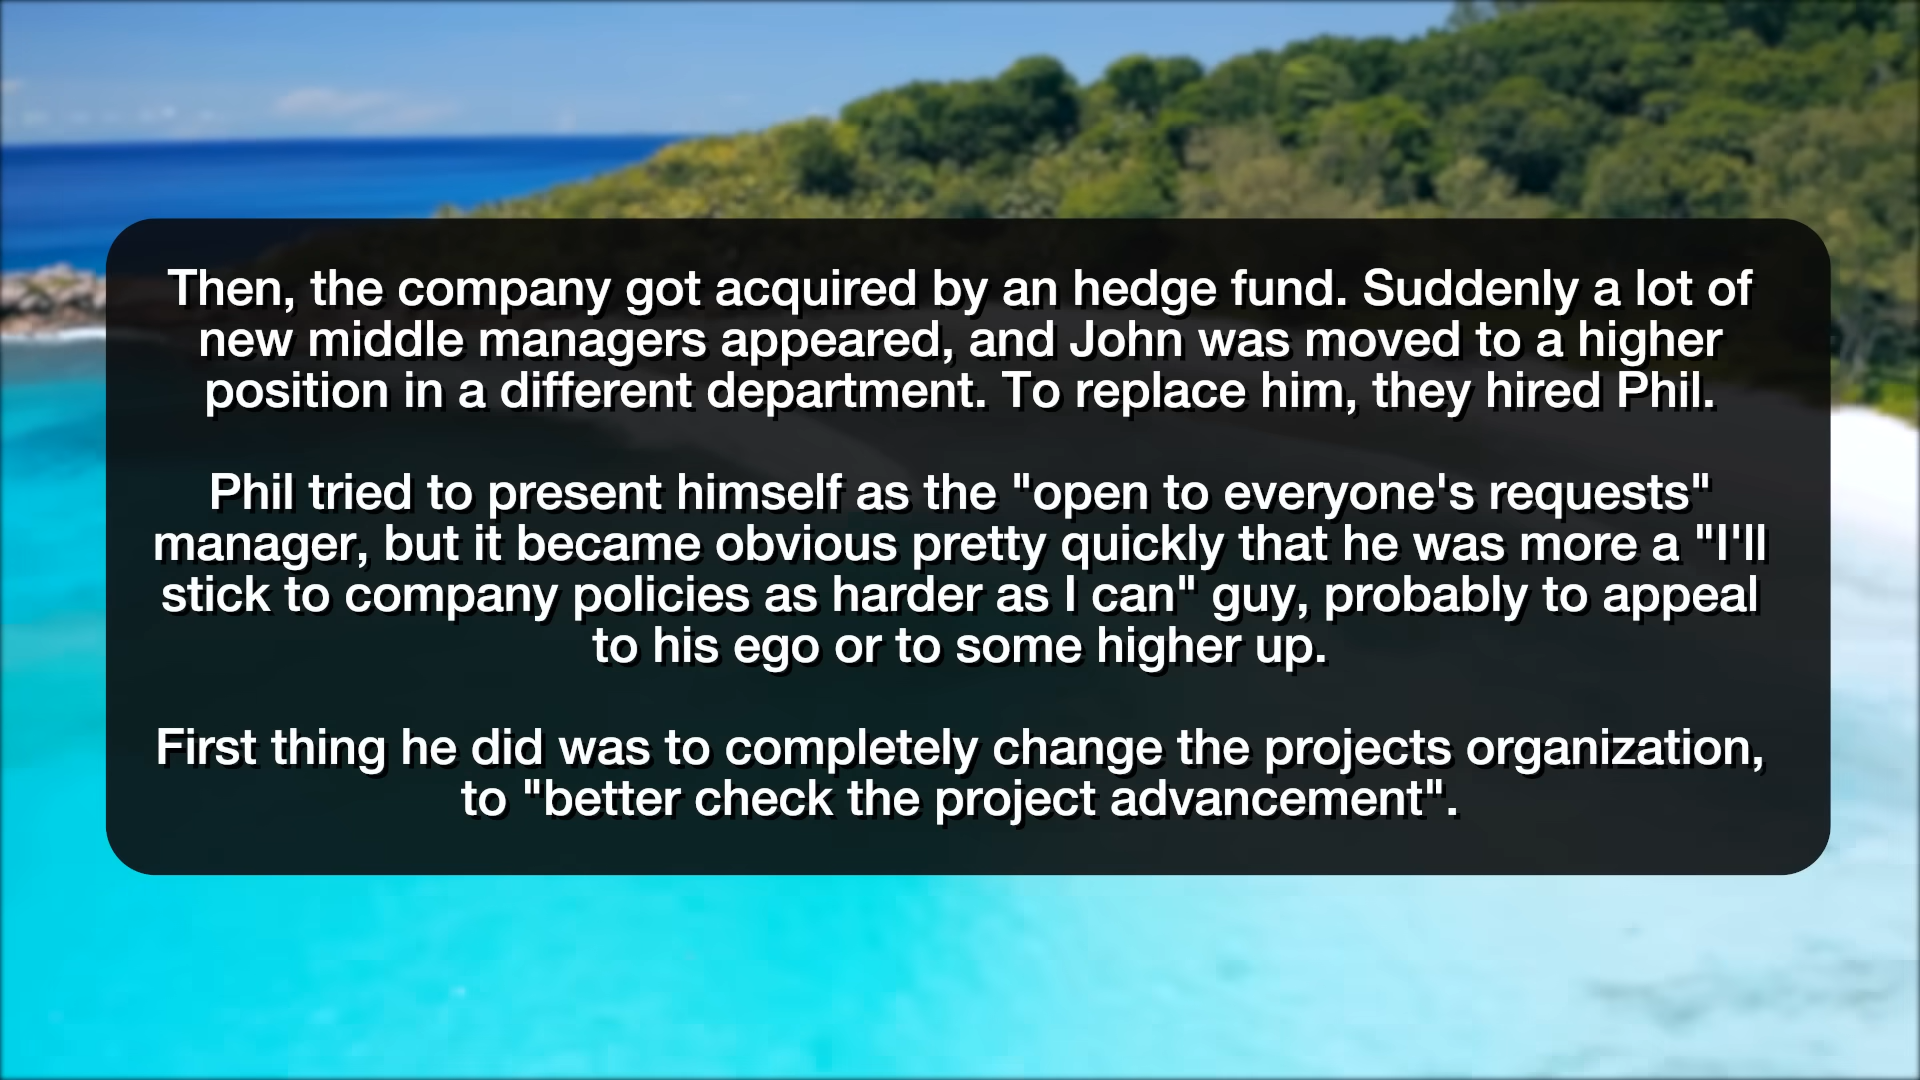 Then, the company got acquired by an hedge fund. Suddenly a lot of
new middle managers appeared, and John was moved to a higher
position in a different department. To replace him, they hired Phil.
Phil tried to present himself as the "open to everyone's requests"
manager, but it became obvious pretty quickly that he was more a "I'll
stick to company policies as harder as I can" guy, probably to appeal
to his ego or to some higher up.
First thing he did was to completely change the projects organization,
to "better check the project advancement".